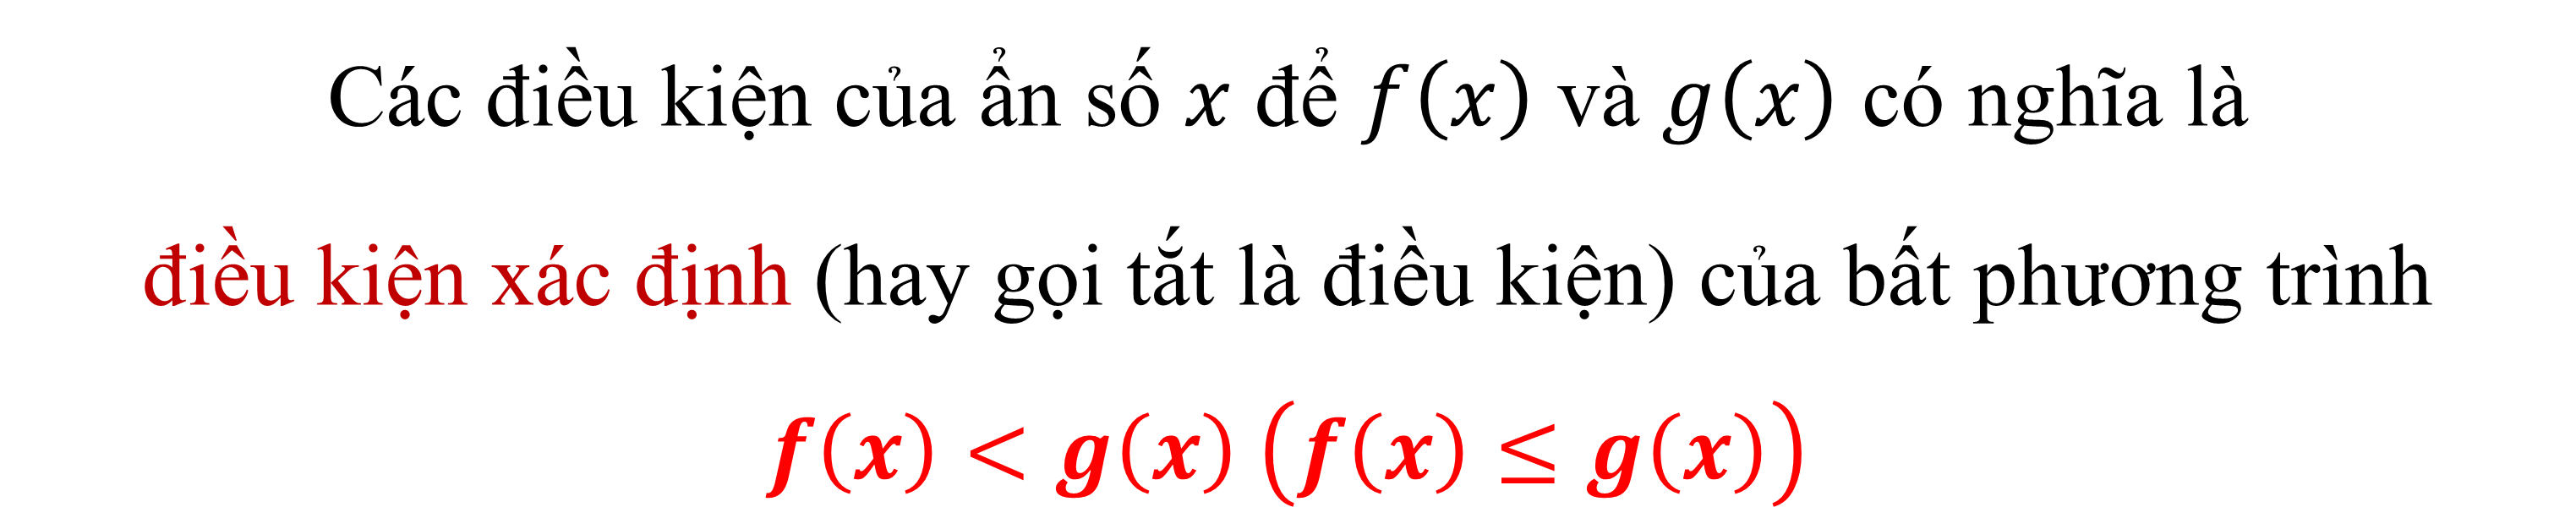 Các điều kiện của ẩn số x để f(x) và g(x) có nghĩa là
điều kiện xác định (hay gọi tắt là điều kiện) của bất phương trình
f(x) < g(x) (f(x) ≤ g(x))